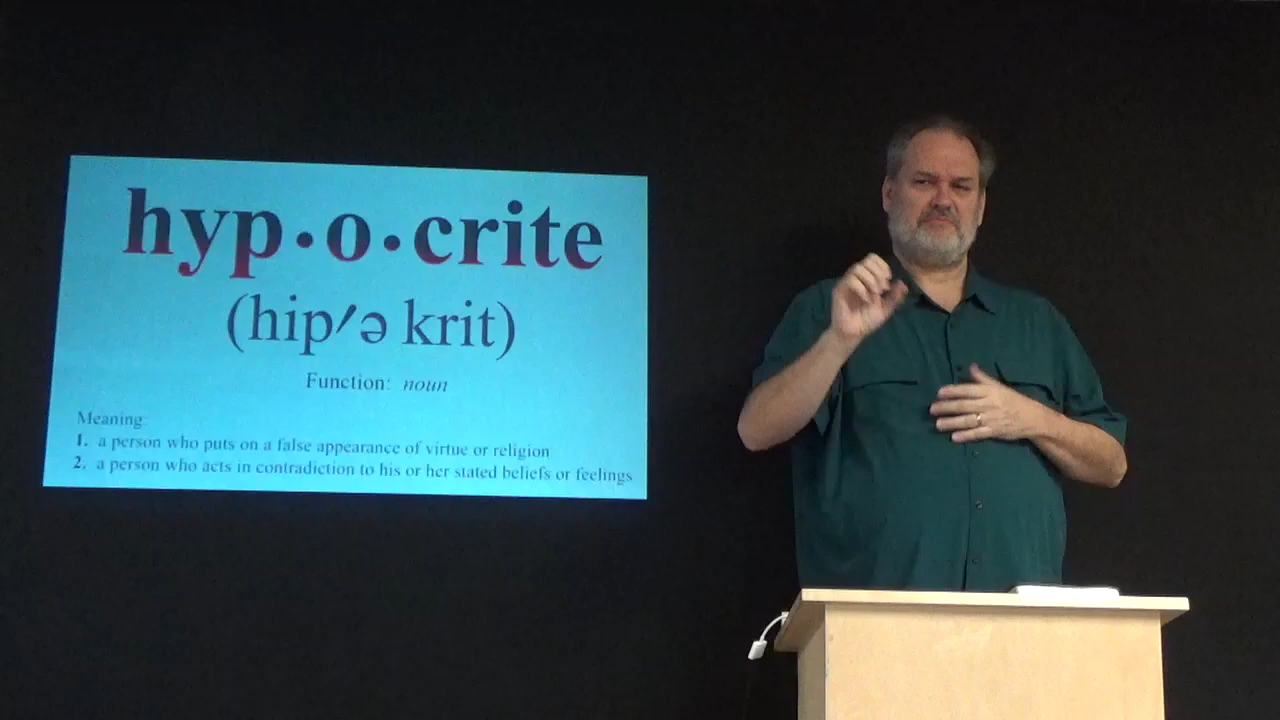 hyp·o·crite
(hip′ə krit)
Function: noun
Meaning:
1. a person who puts on a false appearance of virtue or religion
2. a person who acts in contradiction to his or her stated beliefs or feelings